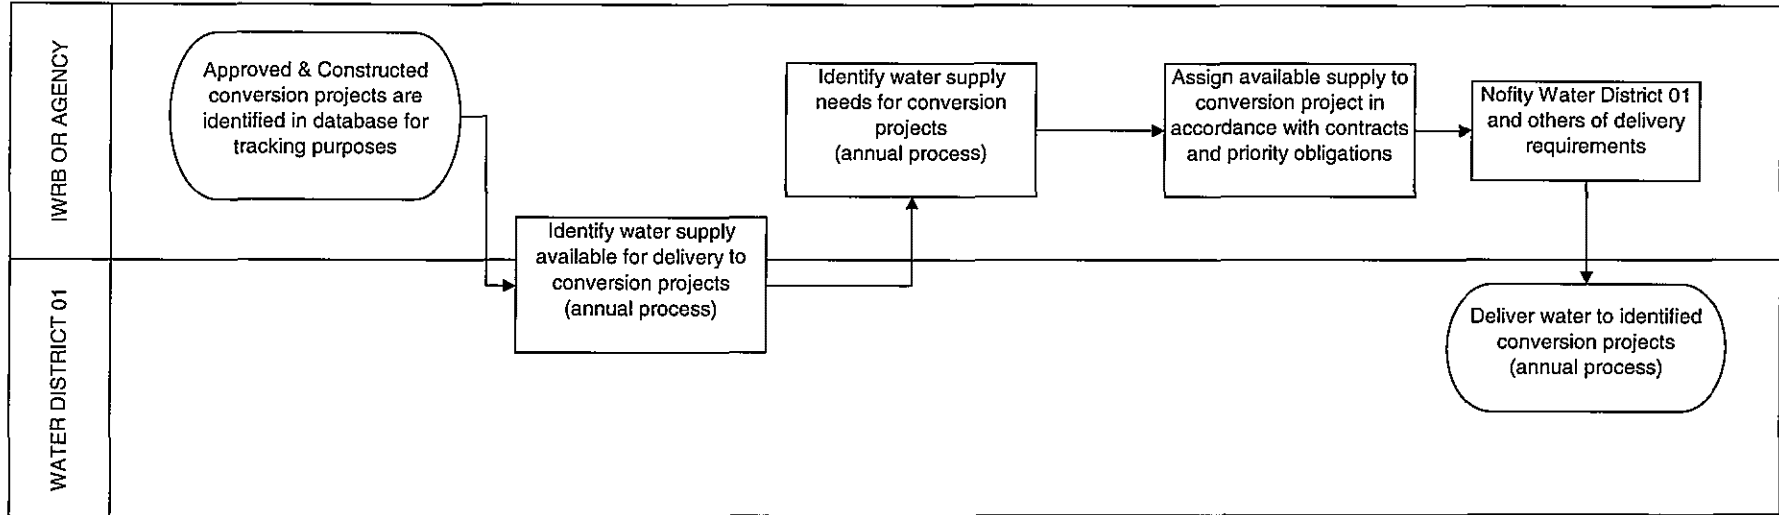 IWRB OR AGENCY
Approved & Constructed
conversion projects are
identified in database for
tracking purposes
Identify water supply
available for delivery to
conversion projects
(annual process)
Identify water supply
needs for conversion
projects
(annual process)
Assign available supply to
conversion project in
accordance with contracts
and priority obligations
Nofity Water District 01
and others of delivery
requirements
WATER DISTRICT 01
Deliver water to identified
conversion projects
(annual process)